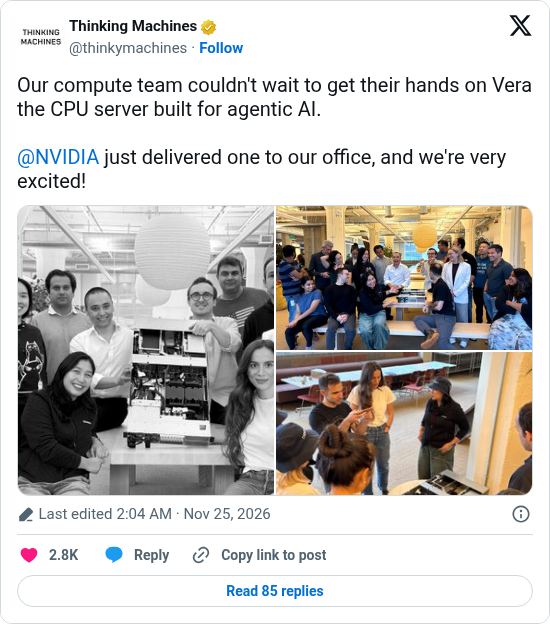 THINKING
MACHINES
Thinking Machines
@thinkymachines · Follow
Our compute team couldn't wait to get their hands on Vera
the CPU server built for agentic AI.
@NVIDIA just delivered one to our office, and we're very
excited!
Last edited 2:04 AM · Nov 25, 2026
2.8K
Reply
Copy link to post
Read 85 replies